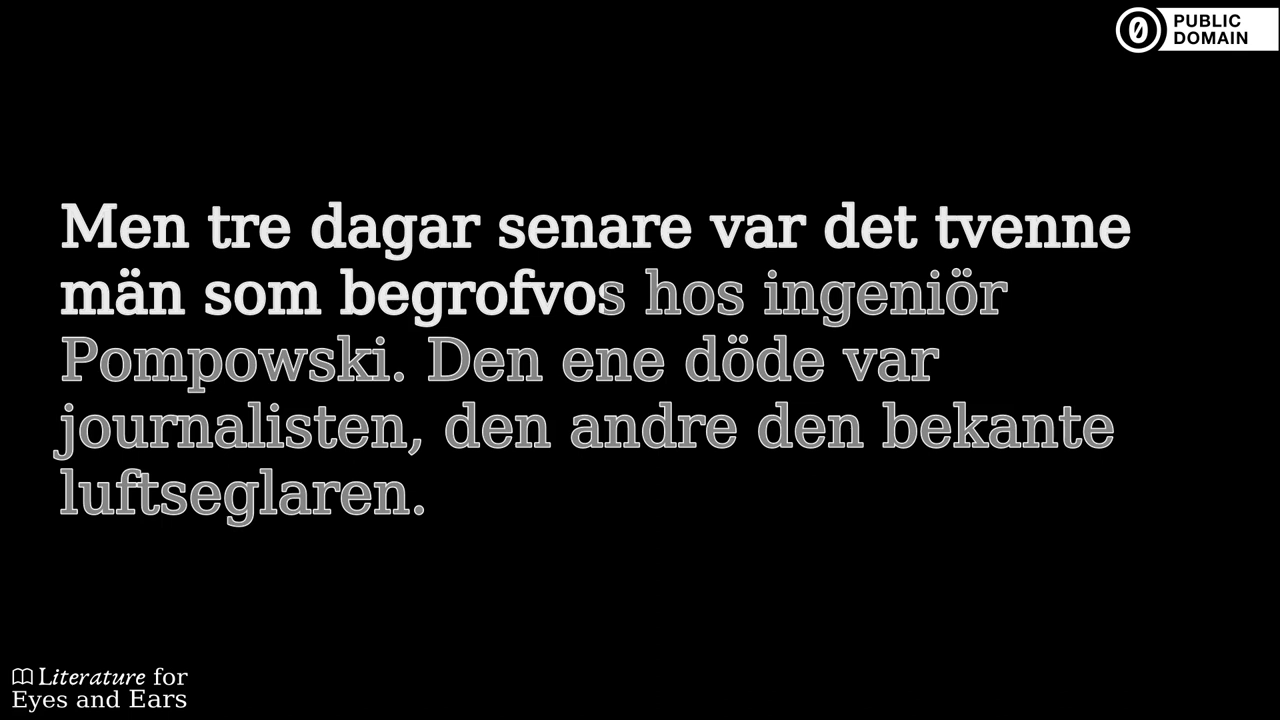 PUBLIC
DOMAIN
Men tre dagar senare var det tvenne
män som begrofvos hos ingeniör
Pompowski. Den ene döde var
journalisten, den andre den bekante
luftseglaren.
Literature for
Eyes and Ears